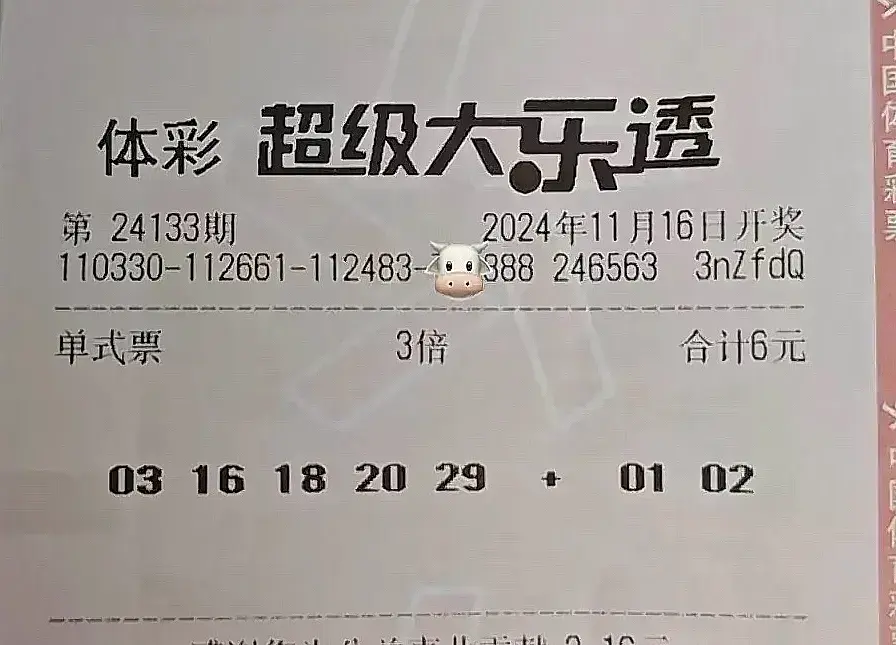 体彩 超级大乐透
第 24133期 2024年11月16日开奖
110330-112661-112483- 388 246563 3nZfdQ
单式票 3倍 合计6元
03 16 18 20 29 + 01 02
中国体育彩票
中国体育彩